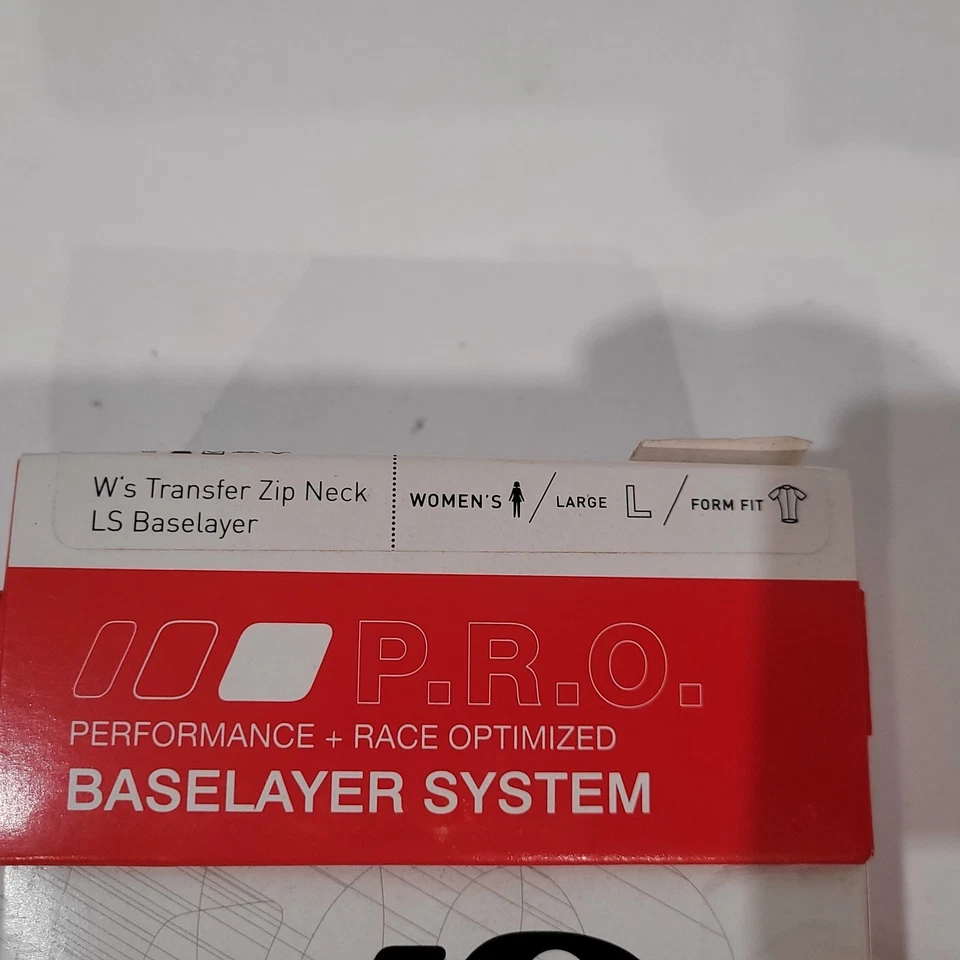 W's Transfer Zip Neck
LS Baselayer
WOMEN'S / LARGE L / FORM FIT
P.R.O.
PERFORMANCE + RACE OPTIMIZED
BASELAYER SYSTEM